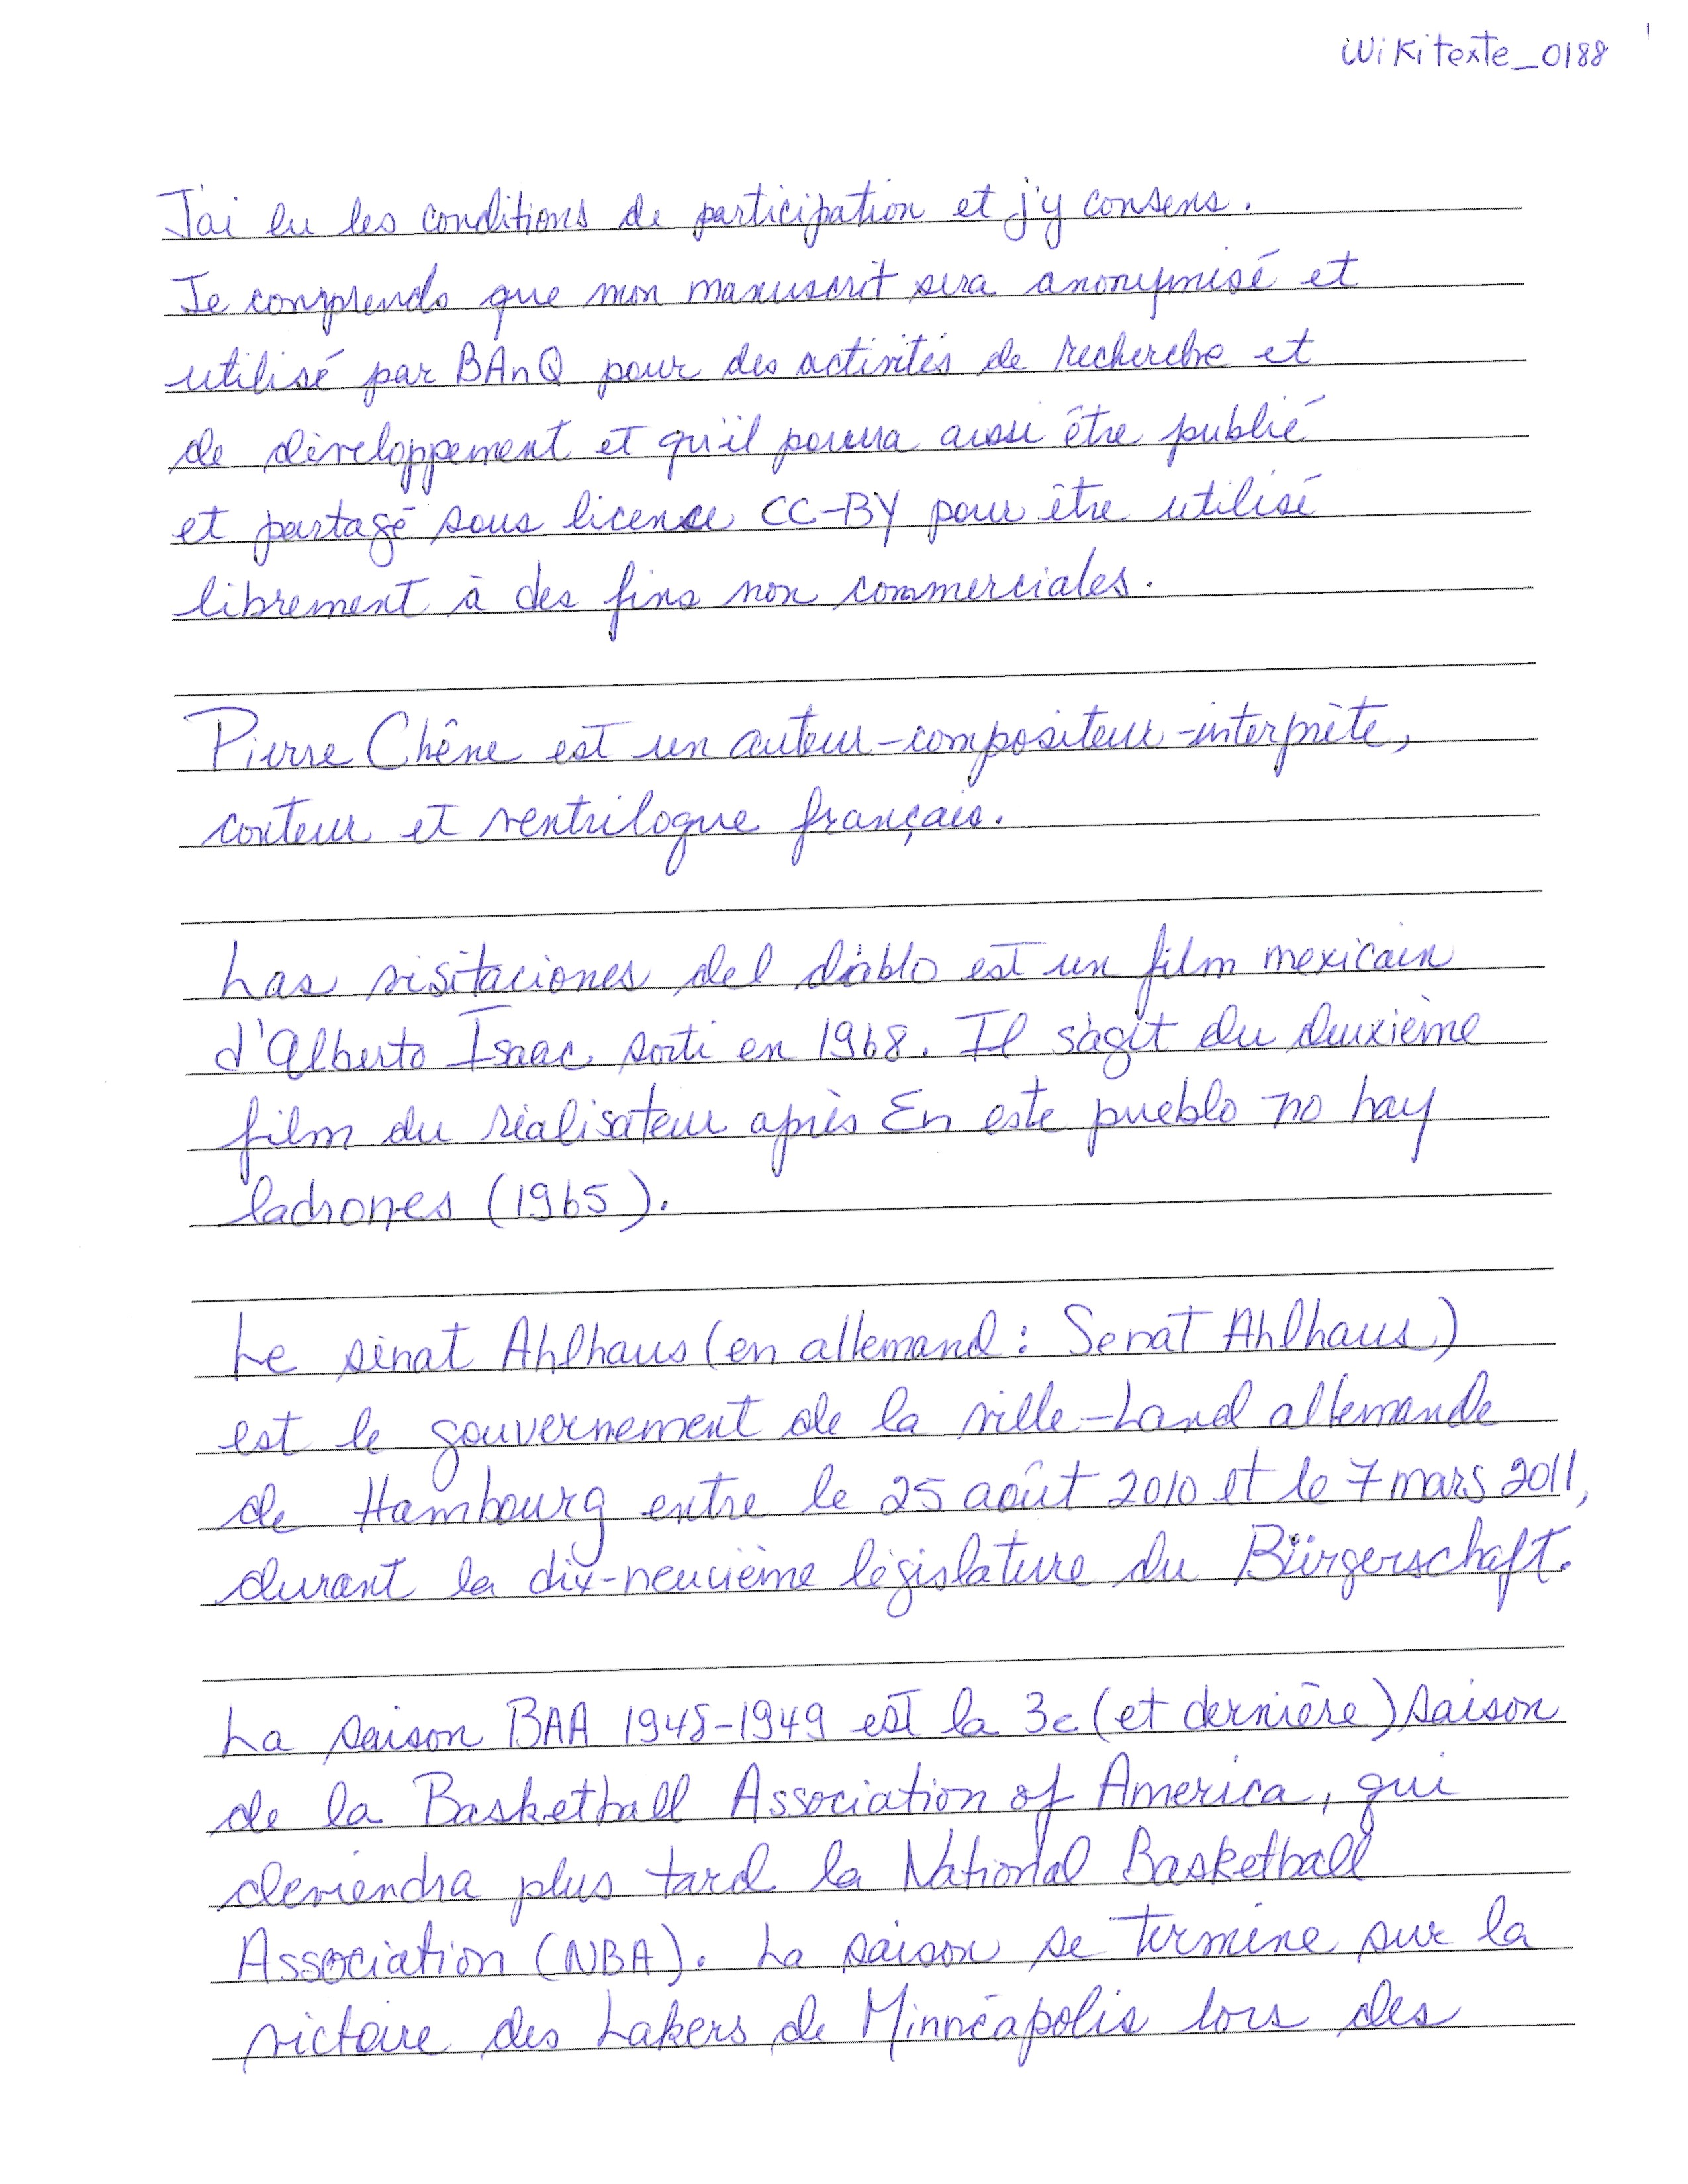 Wikitexte_0188
J'ai lu les conditions de participation et j'y consens.
Je comprends que mon manuscrit sera anonymisé et
utilisé par BAnQ pour des activités de recherche et
de développement et qu'il pourra aussi être publié
et partagé sous licence CC-BY pour être utilisé
librement à des fins non commerciales.
Pierre Chêne est un auteur-compositeur-interprète,
conteur et ventriloque français.
Las visitaciones del diablo est un film mexicain
d'Alberto Isaac sorti en 1968. Il s'agit du deuxième
film du réalisateur après En este pueblo no hay
ladrones (1965).
Le sénat Ahlhaus (en allemand : Senat Ahlhaus)
est le gouvernement de la ville-Land allemande
de Hambourg entre le 25 août 2010 et le 7 mars 2011,
durant la dix-neuvième législature du Bürgerschaft.
La saison BAA 1948-1949 est la 3e (et dernière) saison
de la Basketball Association of America, qui
deviendra plus tard la National Basketball
Association (NBA). La saison se termine sur la
victoire des Lakers de Minnéapolis lors des